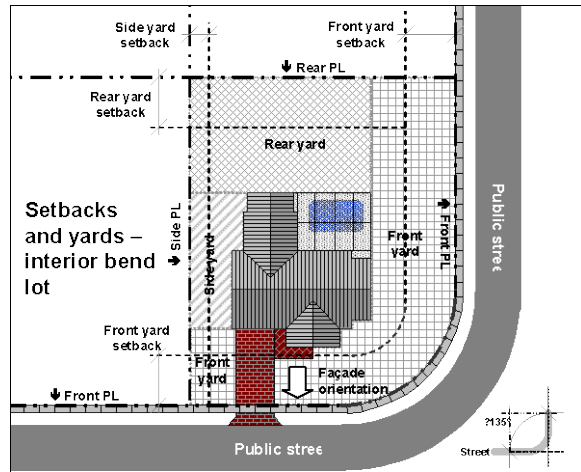 Side yard
setback
Front yard
setback
Rear PL
Rear yard
setback
Rear yard
Setbacks
and yards –
interior bend
lot
Side PL
Side yard
Front
yard
Front PL
Public stree
Front yard
setback
Front
yard
Façade
orientation
Front PL
?135°
Street
Public stree